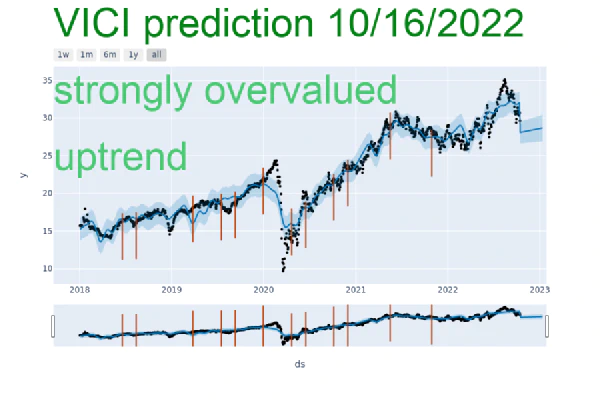 VICI prediction 10/16/2022
1w 1m 6m 1y all
strongly overvalued
uptrend
35
30
25
20
15
10
y
2018 2019 2020 2021 2022 2023
ds